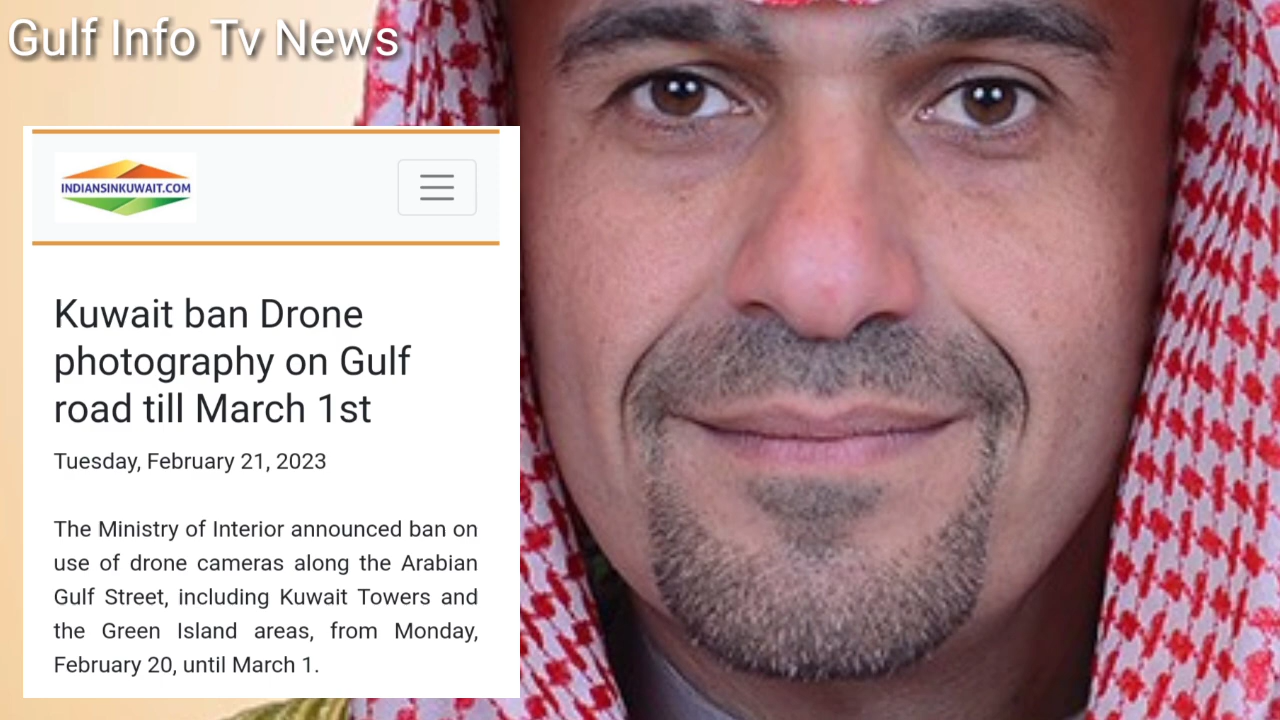 Gulf Info Tv News
INDIANSINKUWAIT.COM
Kuwait ban Drone
photography on Gulf
road till March 1st
Tuesday, February 21, 2023
The Ministry of Interior announced ban on
use of drone cameras along the Arabian
Gulf Street, including Kuwait Towers and
the Green Island areas, from Monday,
February 20, until March 1.